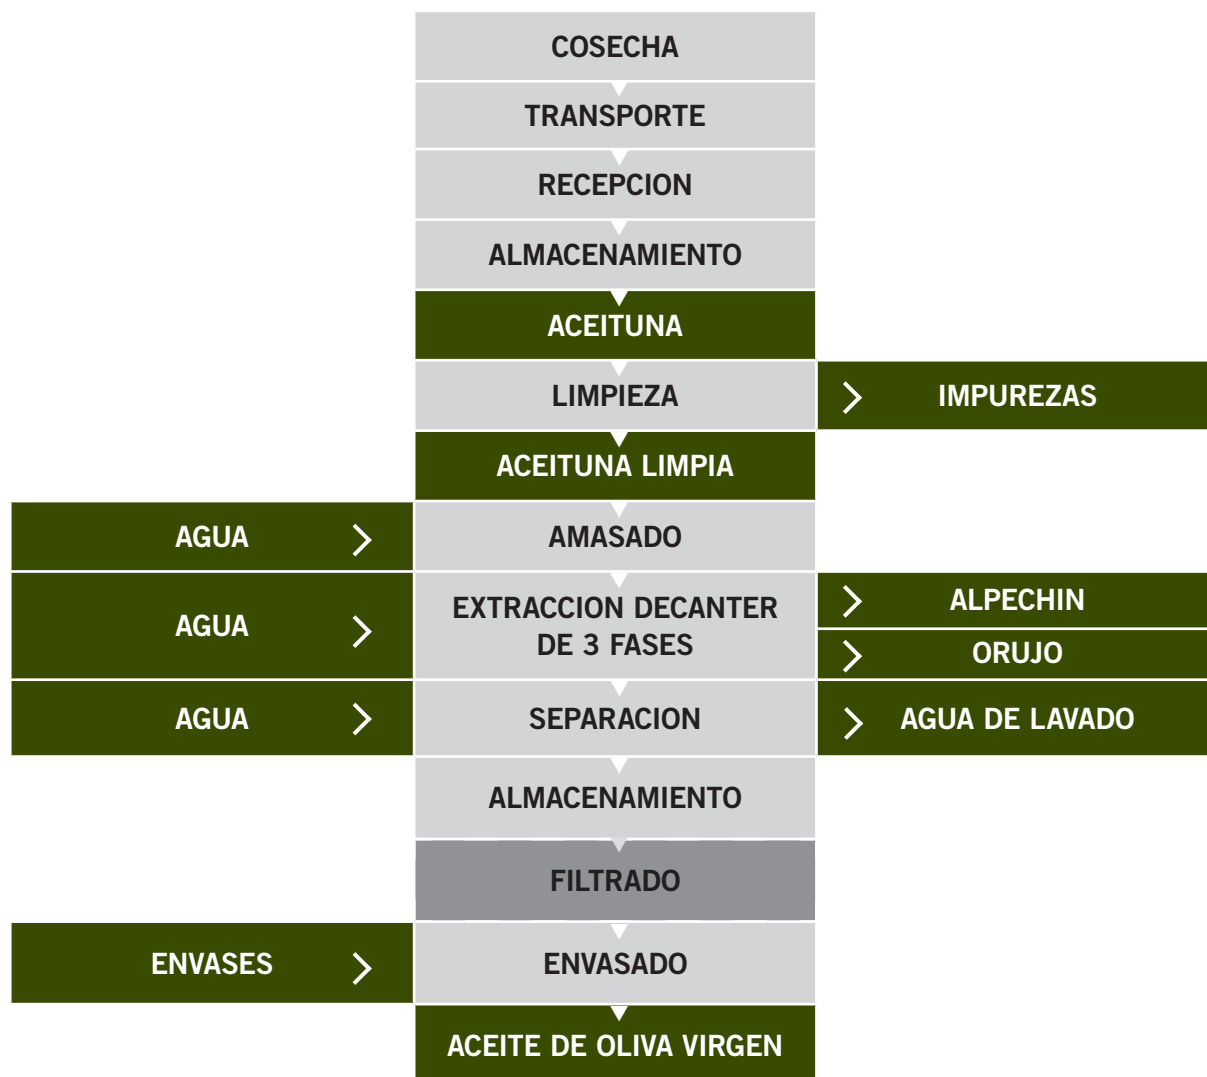 COSECHA
TRANSPORTE
RECEPCION
ALMACENAMIENTO
ACEITUNA
LIMPIEZA
IMPUREZAS
ACEITUNA LIMPIA
AGUA
AMASADO
AGUA
EXTRACCION DECANTER
DE 3 FASES
ALPECHIN
ORUJO
AGUA
SEPARACION
AGUA DE LAVADO
ALMACENAMIENTO
FILTRADO
ENVASES
ENVASADO
ACEITE DE OLIVA VIRGEN